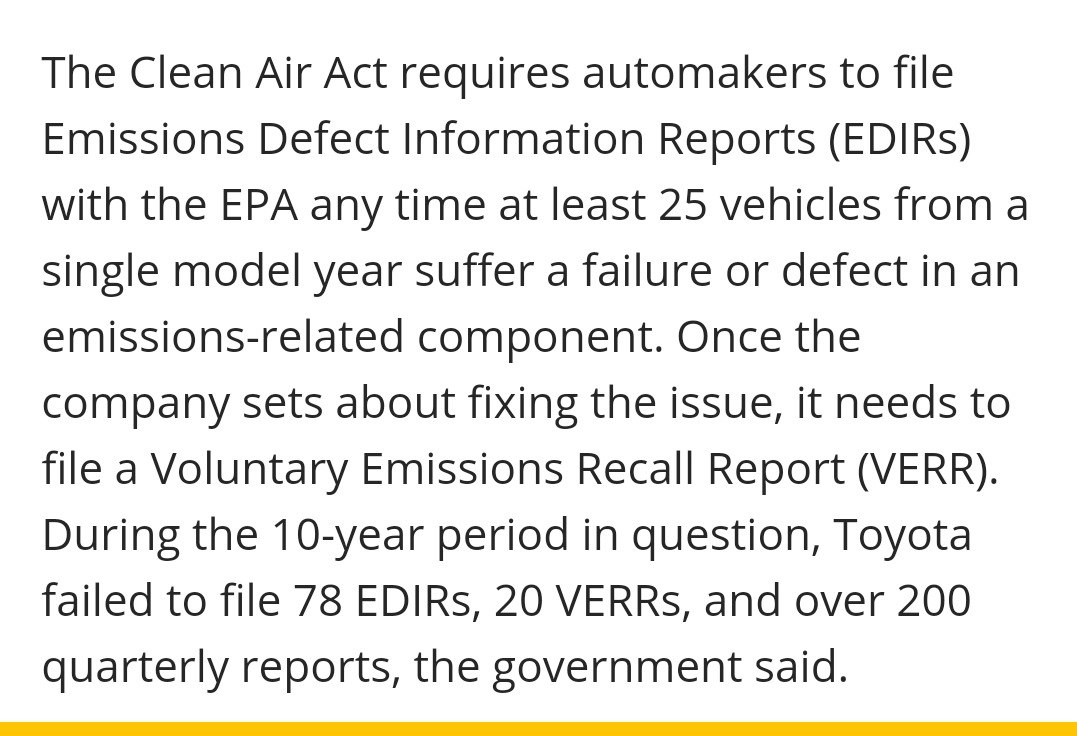 The Clean Air Act requires automakers to file
Emissions Defect Information Reports (EDIRs)
with the EPA any time at least 25 vehicles from a
single model year suffer a failure or defect in an
emissions-related component. Once the
company sets about fixing the issue, it needs to
file a Voluntary Emissions Recall Report (VERR).
During the 10-year period in question, Toyota
failed to file 78 EDIRs, 20 VERRs, and over 200
quarterly reports, the government said.